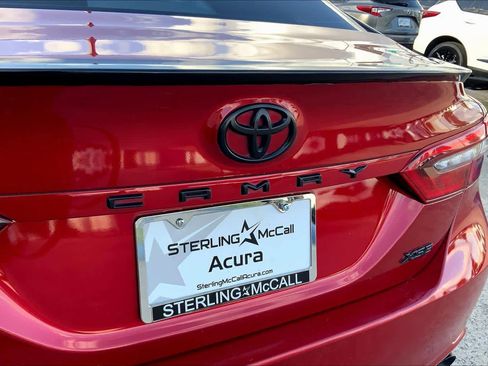 CAMRY
XSE
STERLING McCALL
Acura
SterlingMcCallAcura.com
STERLING McCALL